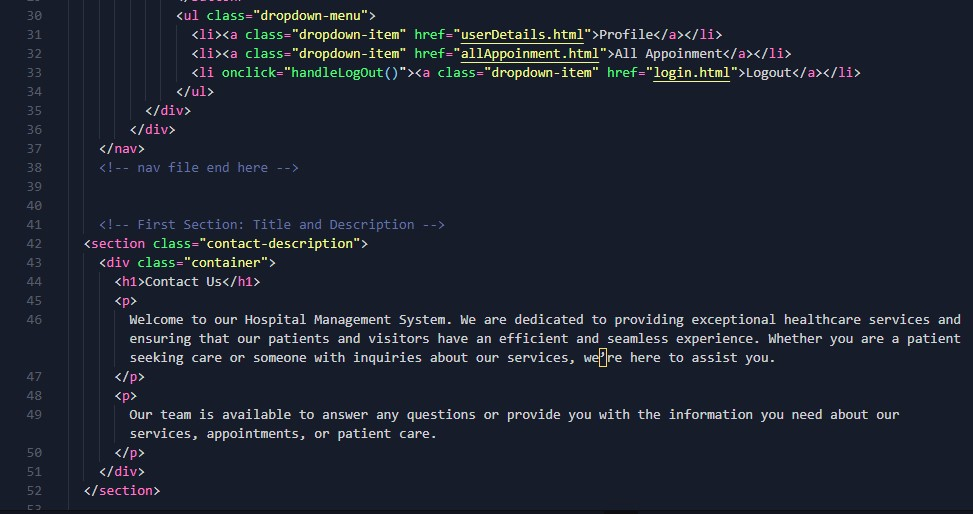 30 <ul class="dropdown-menu">
31 <li><a class="dropdown-item" href="userDetails.html">Profile</a></li>
32 <li><a class="dropdown-item" href="allAppoinment.html">All Appoinment</a></li>
33 <li onclick="handleLogOut()"><a class="dropdown-item" href="login.html">Logout</a></li>
34 </ul>
35 </div>
36 </div>
37 </nav>
38 <!-- nav file end here -->
39
40
41 <!-- First Section: Title and Description -->
42 <section class="contact-description">
43 <div class="container">
44 <h1>Contact Us</h1>
45 <p>
46 Welcome to our Hospital Management System. We are dedicated to providing exceptional healthcare services and
ensuring that our patients and visitors have an efficient and seamless experience. Whether you are a patient
seeking care or someone with inquiries about our services, we’re here to assist you.
47 </p>
48 <p>
49 Our team is available to answer any questions or provide you with the information you need about our
services, appointments, or patient care.
50 </p>
51 </div>
52 </section>